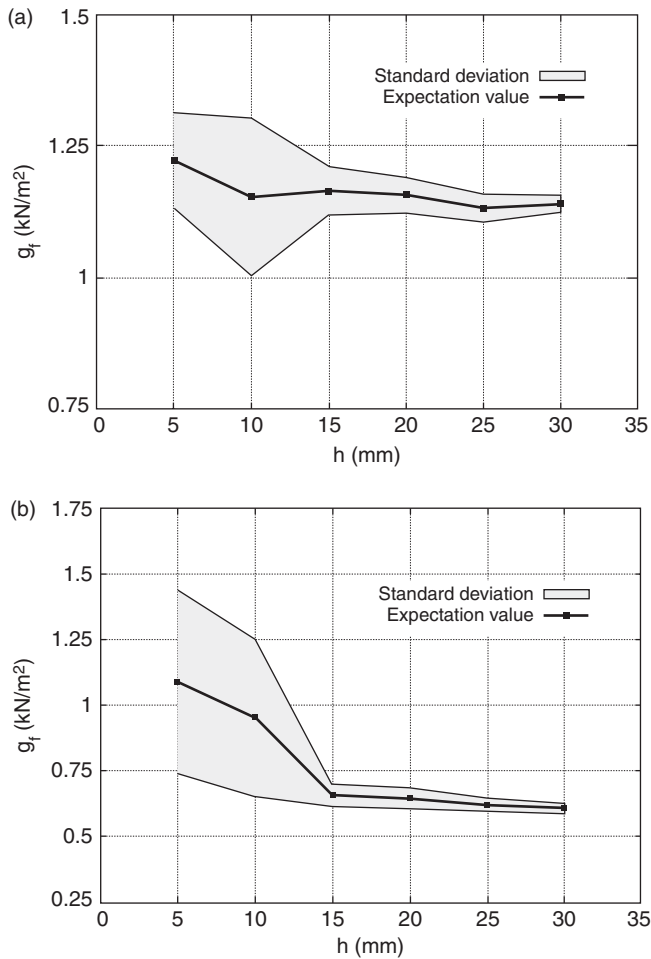 (a)
1.5
1.25
1
0.75
g_f (kN/m²)
Standard deviation
Expectation value
0 5 10 15 20 25 30 35
h (mm)
(b)
1.75
1.5
1.25
1
0.75
0.5
0.25
g_f (kN/m²)
Standard deviation
Expectation value
0 5 10 15 20 25 30 35
h (mm)